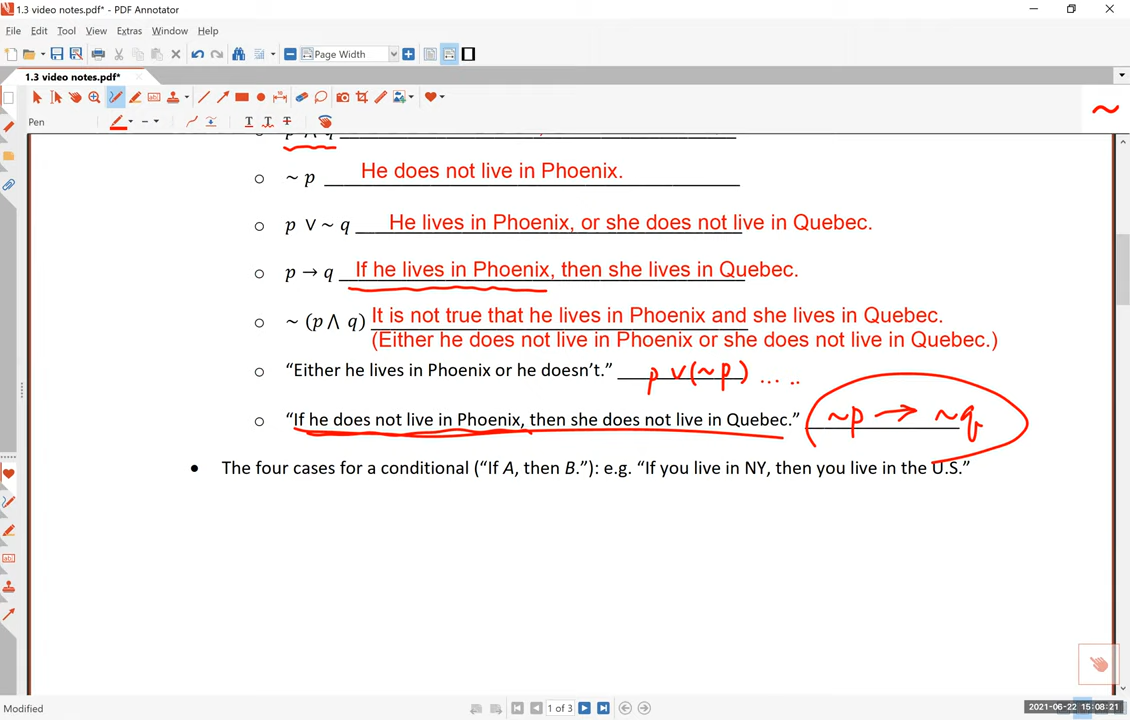 1.3 video notes.pdf* - PDF Annotator
File Edit Tool View Extras Window Help
Page Width
1.3 video notes.pdf*
Pen
T T T
~
p ∧ q
~ p He does not live in Phoenix.
p ∨ ~ q He lives in Phoenix, or she does not live in Quebec.
p → q If he lives in Phoenix, then she lives in Quebec.
~ (p ∧ q) It is not true that he lives in Phoenix and she lives in Quebec.
(Either he does not live in Phoenix or she does not live in Quebec.)
“Either he lives in Phoenix or he doesn’t.” p ∨ (~p) .... ..
“If he does not live in Phoenix, then she does not live in Quebec.” ~p → ~q
• The four cases for a conditional (“If A, then B.”): e.g. “If you live in NY, then you live in the U.S.”
Modified
1 of 3
2021-06-22 15:08:21